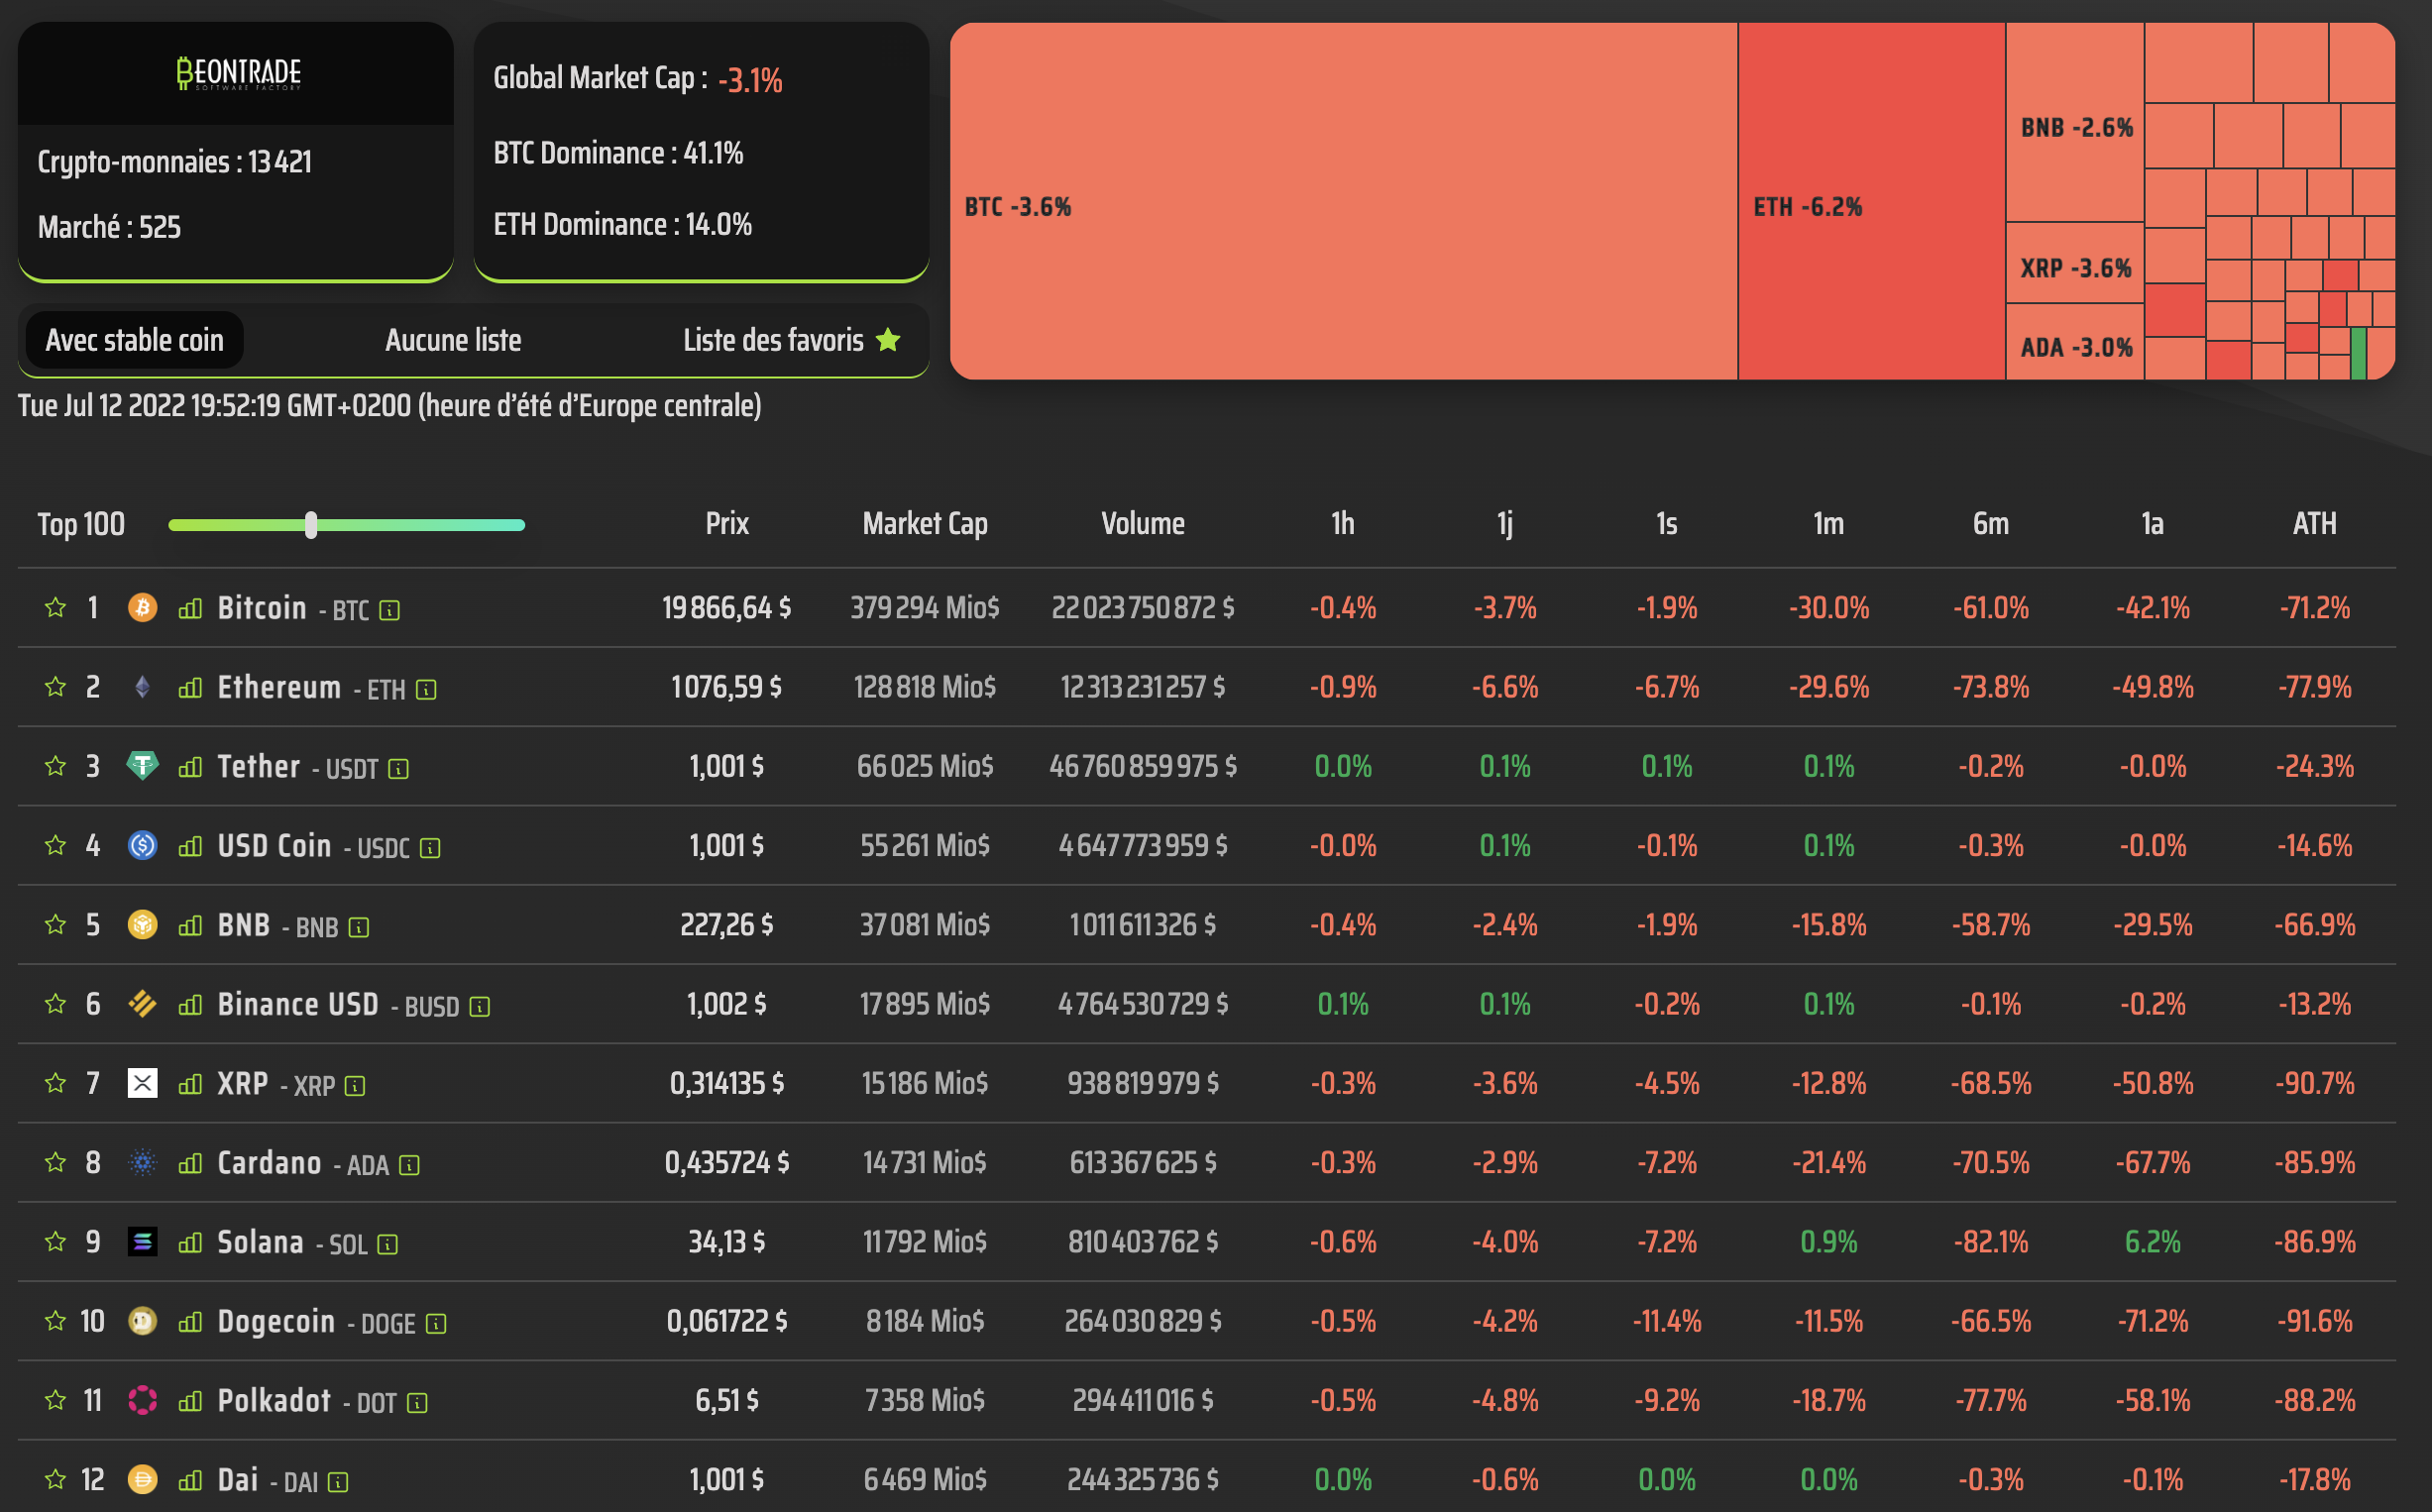 BEONTRADE
SOFTWARE FACTORY
Crypto-monnaies : 13 421
Marché : 525
Global Market Cap : -3.1%
BTC Dominance : 41.1%
ETH Dominance : 14.0%
BTC -3.6%
ETH -6.2%
BNB -2.6%
XRP -3.6%
ADA -3.0%
Avec stable coin Aucune liste Liste des favoris
Tue Jul 12 2022 19:52:19 GMT+0200 (heure d’été d’Europe centrale)
Top 100 Prix Market Cap Volume 1h 1j 1s 1m 6m 1a ATH
1 Bitcoin - BTC 19 866,64 $ 379 294 Mio$ 22 023 750 872 $ -0.4% -3.7% -1.9% -30.0% -61.0% -42.1% -71.2%
2 Ethereum - ETH 1 076,59 $ 128 818 Mio$ 12 313 231 257 $ -0.9% -6.6% -6.7% -29.6% -73.8% -49.8% -77.9%
3 Tether - USDT 1,001 $ 66 025 Mio$ 46 760 859 975 $ 0.0% 0.1% 0.1% 0.1% -0.2% -0.0% -24.3%
4 USD Coin - USDC 1,001 $ 55 261 Mio$ 4 647 773 959 $ -0.0% 0.1% -0.1% 0.1% -0.3% -0.0% -14.6%
5 BNB - BNB 227,26 $ 37 081 Mio$ 1 011 611 326 $ -0.4% -2.4% -1.9% -15.8% -58.7% -29.5% -66.9%
6 Binance USD - BUSD 1,002 $ 17 895 Mio$ 4 764 530 729 $ 0.1% 0.1% -0.2% 0.1% -0.1% -0.2% -13.2%
7 XRP - XRP 0,314135 $ 15 186 Mio$ 938 819 979 $ -0.3% -3.6% -4.5% -12.8% -68.5% -50.8% -90.7%
8 Cardano - ADA 0,435724 $ 14 731 Mio$ 613 367 625 $ -0.3% -2.9% -7.2% -21.4% -70.5% -67.7% -85.9%
9 Solana - SOL 34,13 $ 11 792 Mio$ 810 403 762 $ -0.6% -4.0% -7.2% 0.9% -82.1% 6.2% -86.9%
10 Dogecoin - DOGE 0,061722 $ 8 184 Mio$ 264 030 829 $ -0.5% -4.2% -11.4% -11.5% -66.5% -71.2% -91.6%
11 Polkadot - DOT 6,51 $ 7 358 Mio$ 294 411 016 $ -0.5% -4.8% -9.2% -18.7% -77.7% -58.1% -88.2%
12 Dai - DAI 1,001 $ 6 469 Mio$ 244 325 736 $ 0.0% -0.6% 0.0% 0.0% -0.3% -0.1% -17.8%